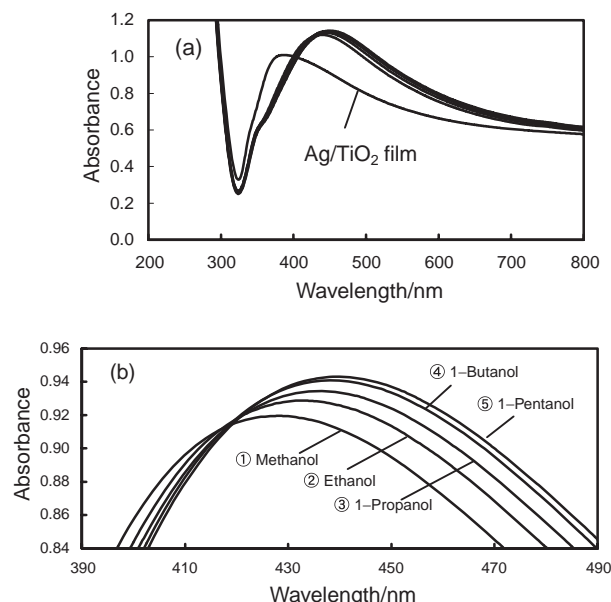 (a)
Absorbance
1.2
1.0
0.8
0.6
0.4
0.2
0.0
Ag/TiO₂ film
200 300 400 500 600 700 800
Wavelength/nm
(b)
Absorbance
0.96
0.94
0.92
0.90
0.88
0.86
0.84
④ 1–Butanol
⑤ 1–Pentanol
① Methanol
② Ethanol
③ 1–Propanol
390 410 430 450 470 490
Wavelength/nm